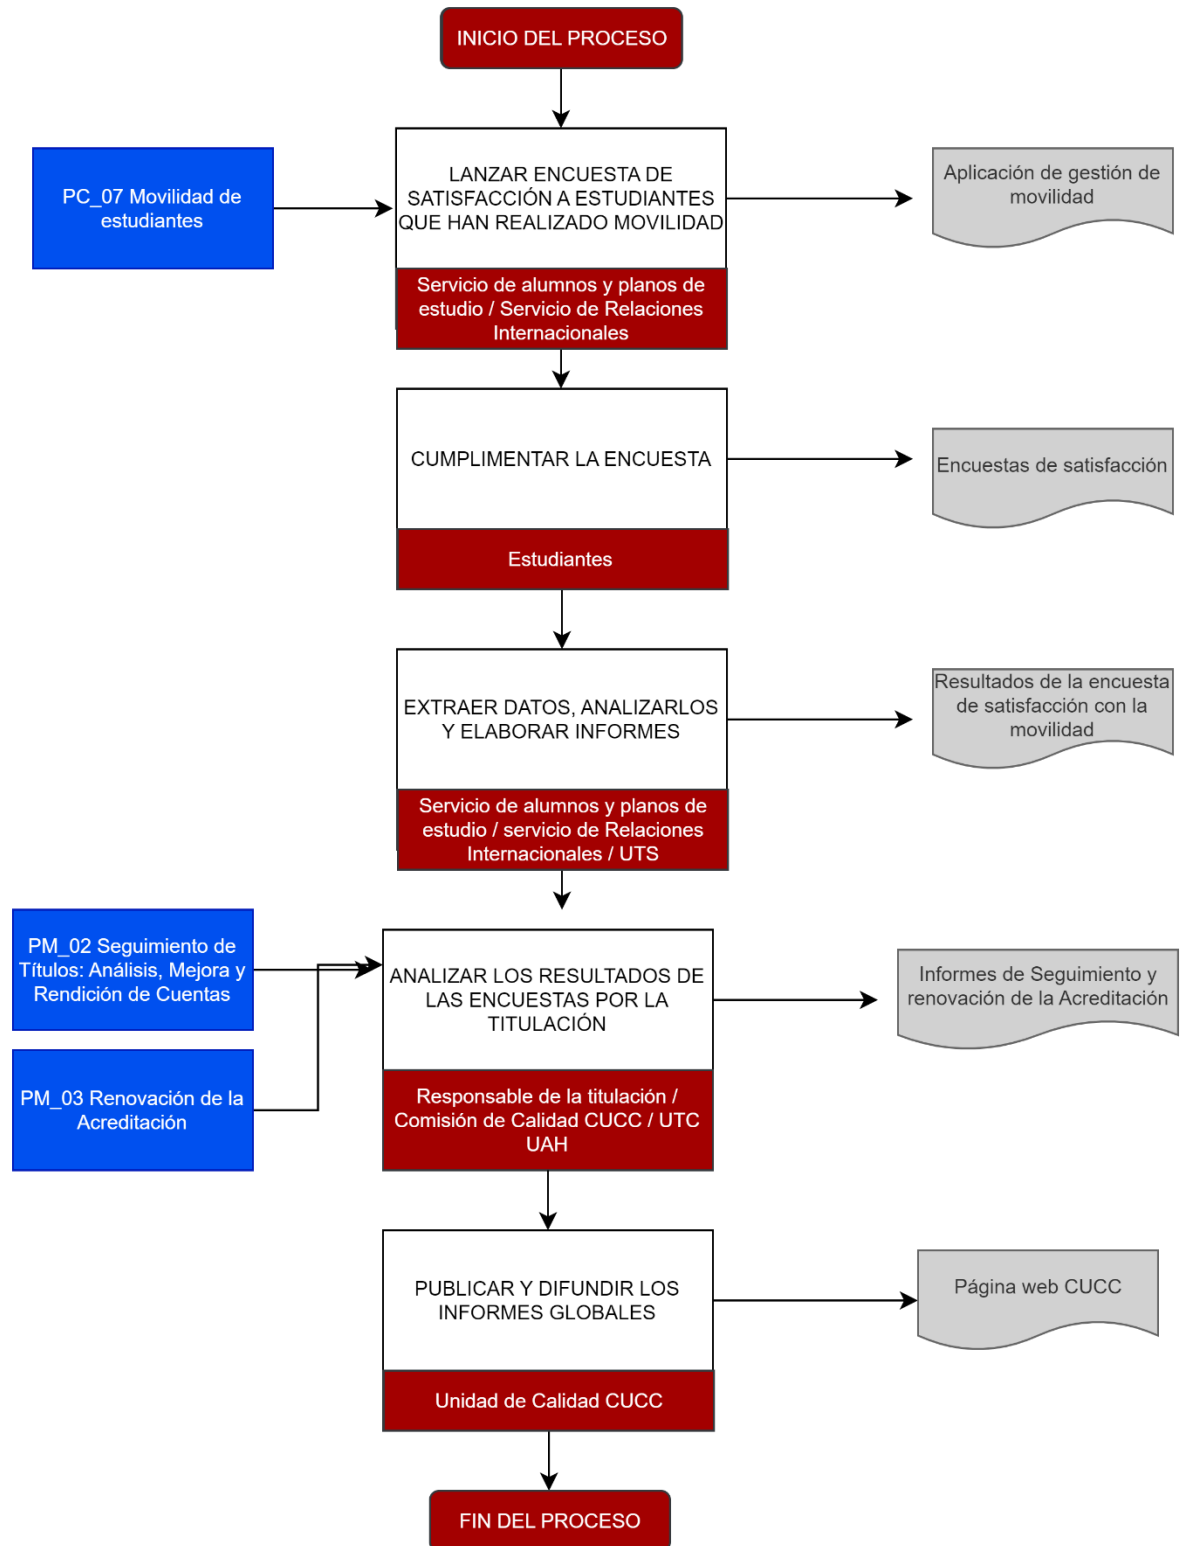 INICIO DEL PROCESO
PC_07 Movilidad de
estudiantes
LANZAR ENCUESTA DE
SATISFACCIÓN A ESTUDIANTES
QUE HAN REALIZADO MOVILIDAD
Servicio de alumnos y planos de
estudio / Servicio de Relaciones
Internacionales
Aplicación de gestión de
movilidad
CUMPLIMENTAR LA ENCUESTA
Estudiantes
Encuestas de satisfacción
EXTRAER DATOS, ANALIZARLOS
Y ELABORAR INFORMES
Servicio de alumnos y planos de
estudio / servicio de Relaciones
Internacionales / UTS
Resultados de la encuesta
de satisfacción con la
movilidad
PM_02 Seguimiento de
Títulos: Análisis, Mejora y
Rendición de Cuentas
PM_03 Renovación de la
Acreditación
ANALIZAR LOS RESULTADOS DE
LAS ENCUESTAS POR LA
TITULACIÓN
Responsable de la titulación /
Comisión de Calidad CUCC / UTC
UAH
Informes de Seguimiento y
renovación de la Acreditación
PUBLICAR Y DIFUNDIR LOS
INFORMES GLOBALES
Unidad de Calidad CUCC
Página web CUCC
FIN DEL PROCESO